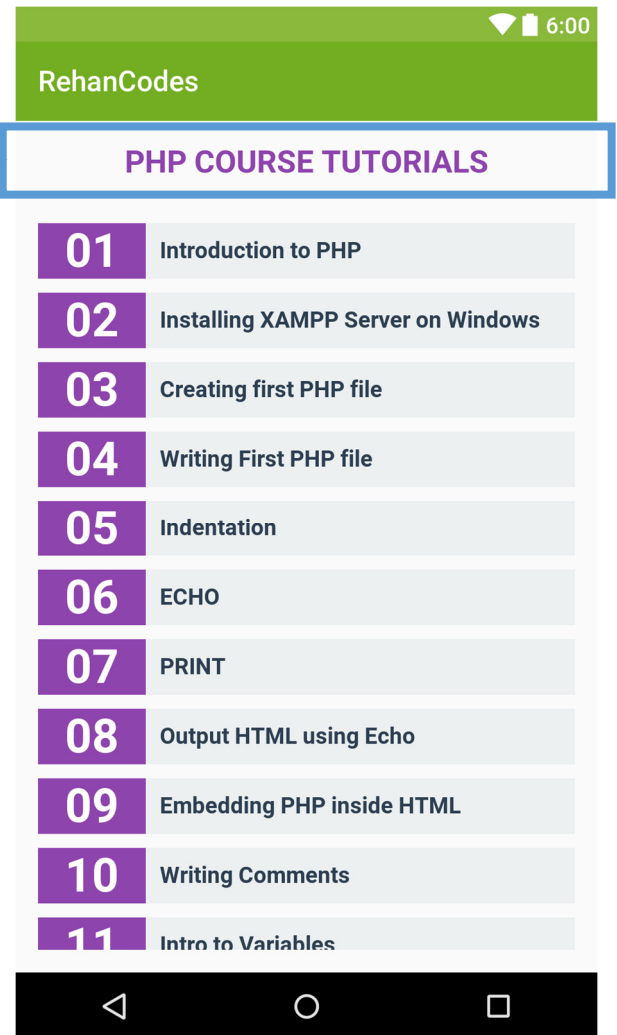 6:00
RehanCodes
PHP COURSE TUTORIALS
01 Introduction to PHP
02 Installing XAMPP Server on Windows
03 Creating first PHP file
04 Writing First PHP file
05 Indentation
06 ECHO
07 PRINT
08 Output HTML using Echo
09 Embedding PHP inside HTML
10 Writing Comments
11 Intro to Variables